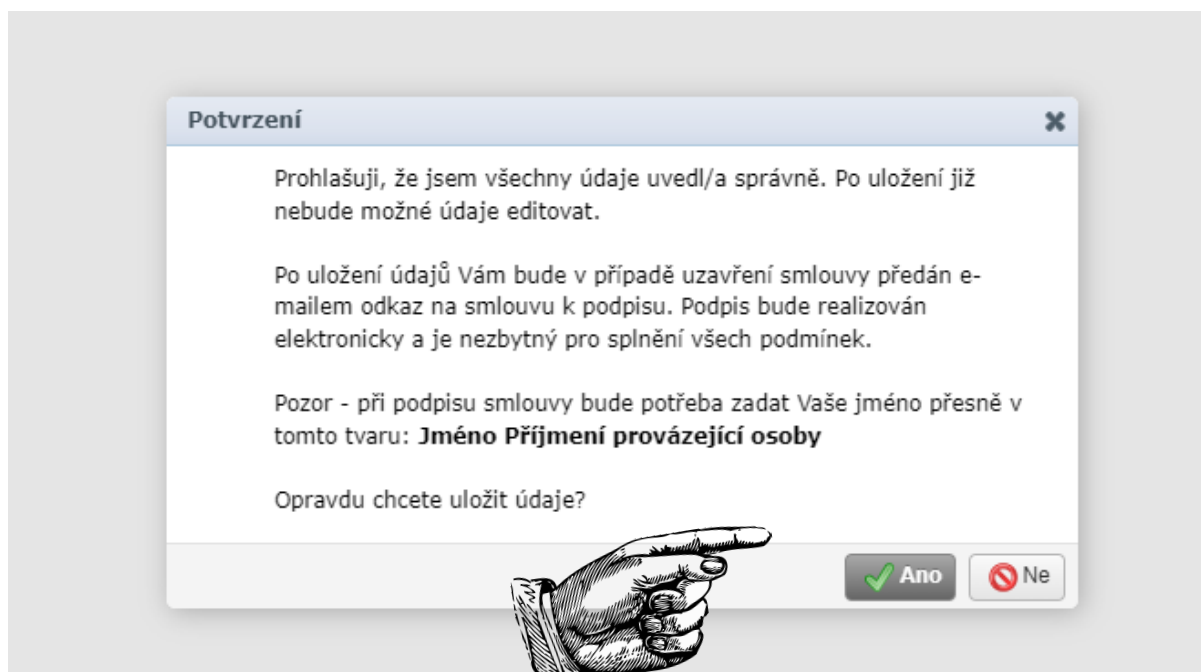 Potvrzení
Prohlašuji, že jsem všechny údaje uvedl/a správně. Po uložení již
nebude možné údaje editovat.
Po uložení údajů Vám bude v případě uzavření smlouvy předán e-
mailem odkaz na smlouvu k podpisu. Podpis bude realizován
elektronicky a je nezbytný pro splnění všech podmínek.
Pozor - při podpisu smlouvy bude potřeba zadat Vaše jméno přesně v
tomto tvaru: Jméno Příjmení provázející osoby
Opravdu chcete uložit údaje?
Ano Ne